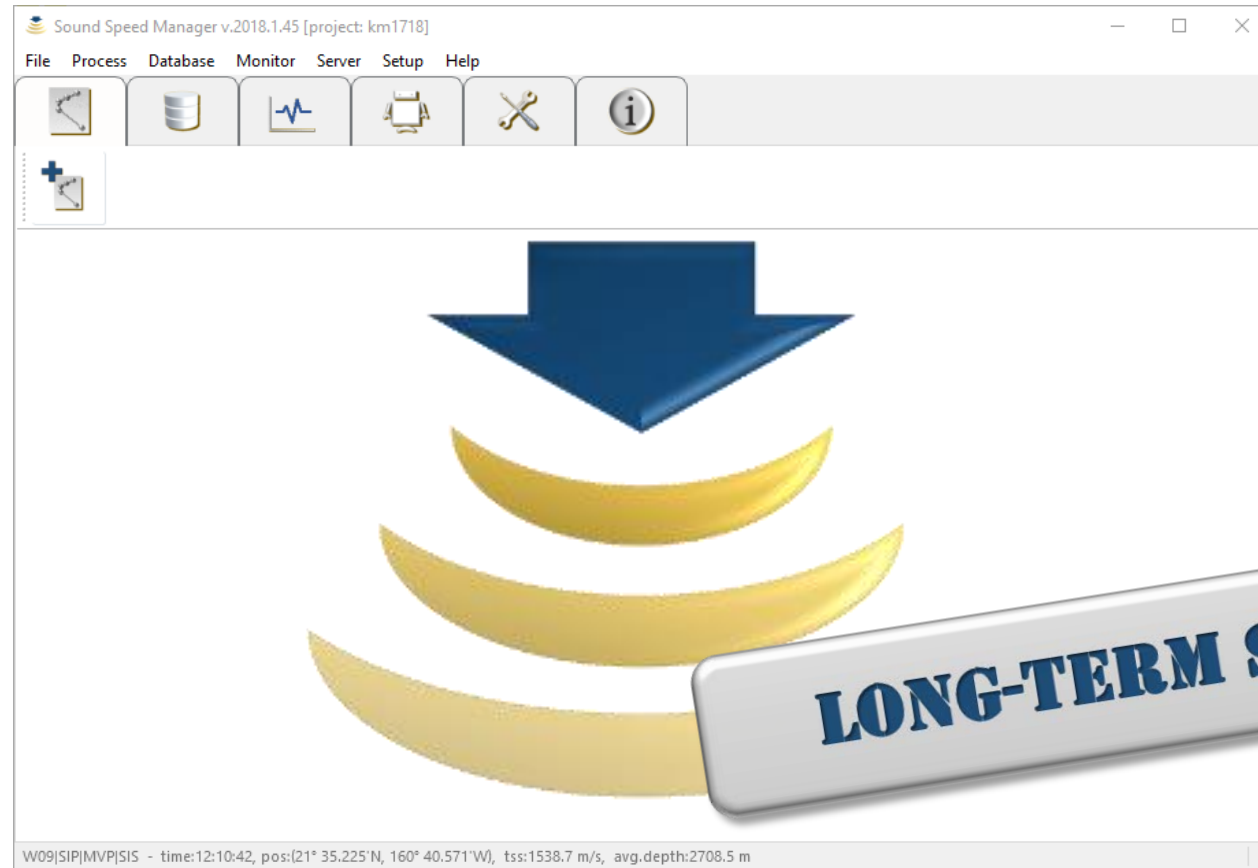 Sound Speed Manager v.2018.1.45 [project: km1718]
File Process Database Monitor Server Setup Help
LONG-TERM
W09|SIP|MVP|SIS - time:12:10:42, pos:(21° 35.225'N, 160° 40.571'W), tss:1538.7 m/s, avg.depth:2708.5 m